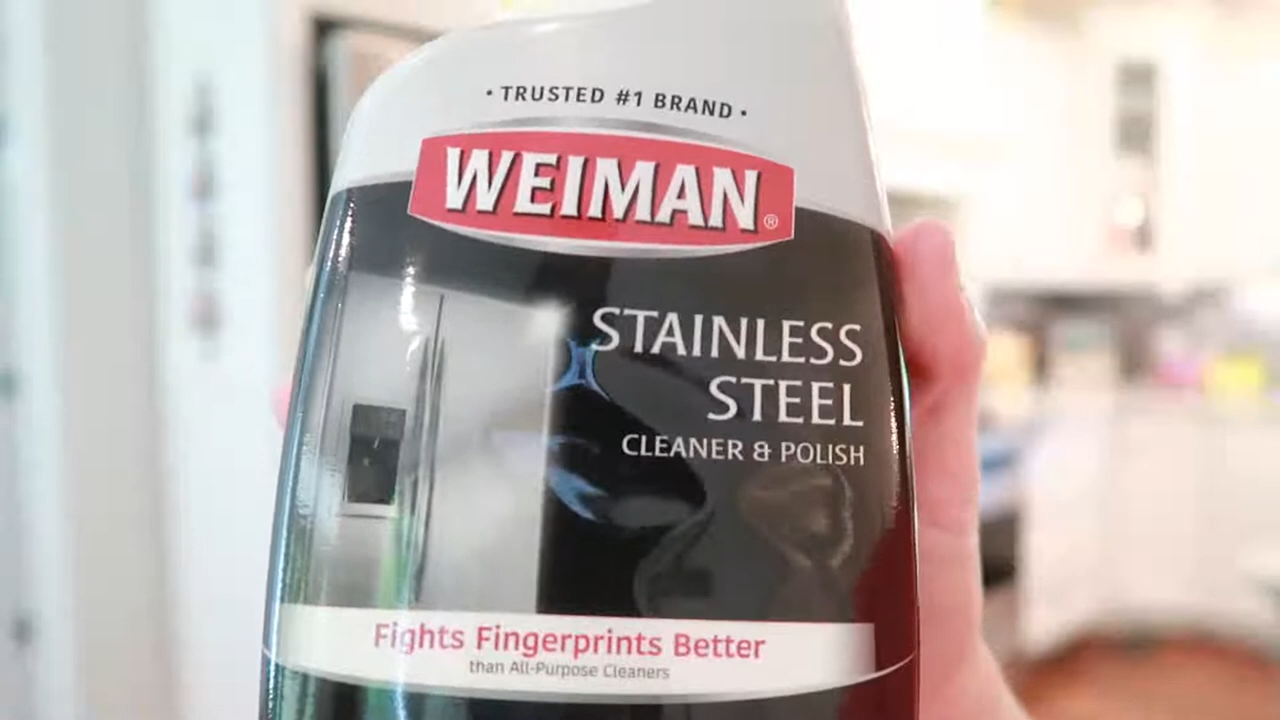 • TRUSTED #1 BRAND •
WEIMAN®
STAINLESS
STEEL
CLEANER & POLISH
Fights Fingerprints Better
than All-Purpose Cleaners